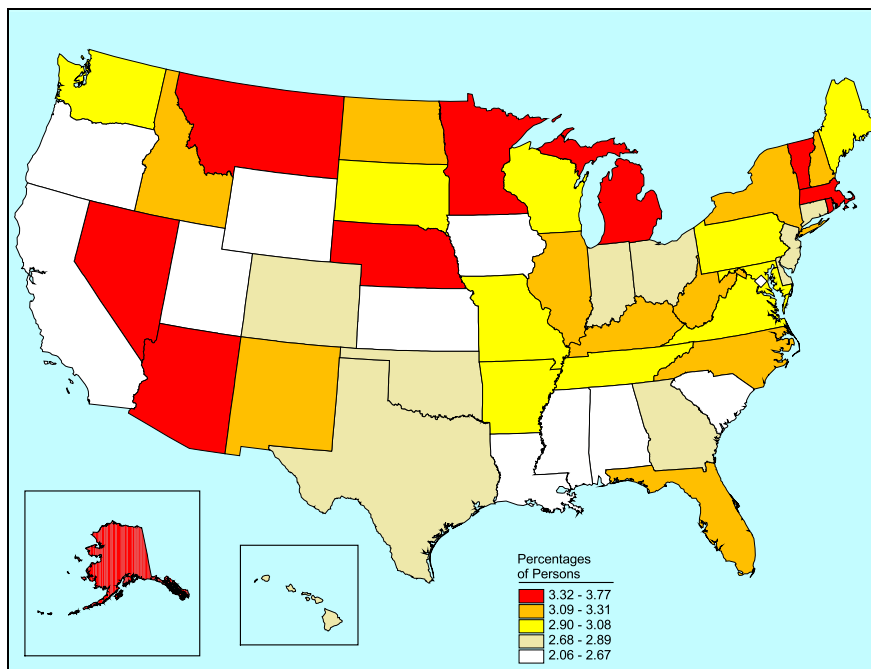 Percentages
of Persons
3.32 - 3.77
3.09 - 3.31
2.90 - 3.08
2.68 - 2.89
2.06 - 2.67